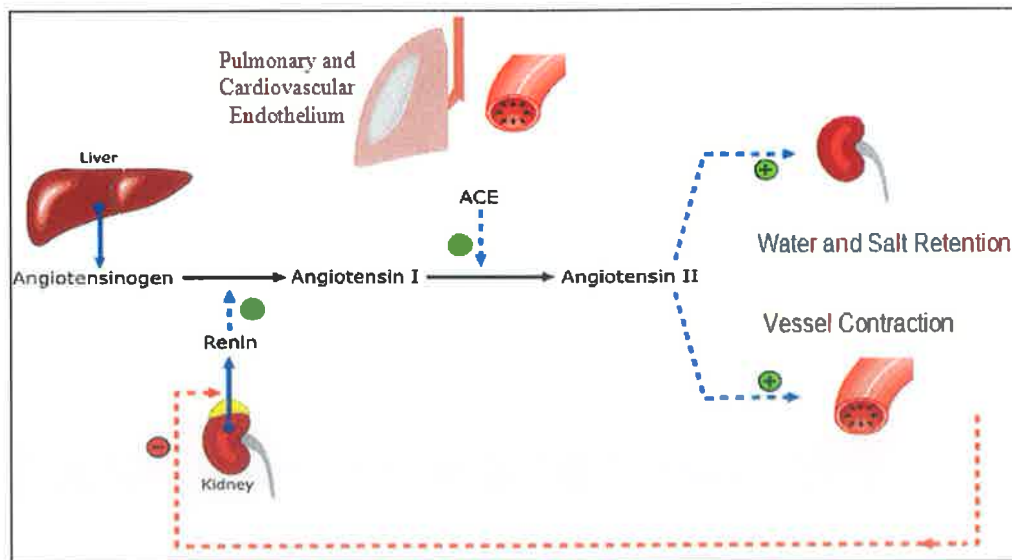 Pulmonary and
Cardiovascular
Endothelium
Liver
ACE
Water and Salt Retention
Angiotensinogen
Angiotensin I
Angiotensin II
Vessel Contraction
RenIn
Kidney